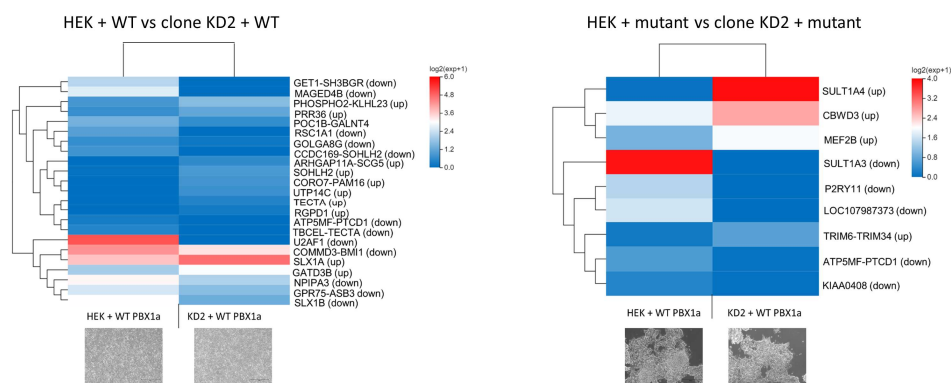 HEK + WT vs clone KD2 + WT
log2(exp+1)
6.0
4.8
3.6
2.4
1.2
0.0
GET1-SH3BGR (down)
MAGED4B (down)
PHOSPHO2-KLHL23 (up)
PRR36 (up)
POC1B-GALNT4
RSC1A1 (down)
GOLGA8G (down)
CCDC169-SOHLH2 (down)
ARHGAP11A-SCG5 (up)
SOHLH2 (up)
CORO7-PAM16 (up)
UTP14C (up)
TECTA (up)
RGPD1 (up)
ATP5MF-PTCD1 (down)
TBCEL-TECTA (down)
U2AF1 (down)
COMMD3-BMI1 (down)
SLX1A (up)
GATD3B (up)
NPIPA3 (down)
GPR75-ASB3 down)
SLX1B (down)
HEK + WT PBX1a
KD2 + WT PBX1a
HEK + mutant vs clone KD2 + mutant
log2(exp+1)
4.0
3.2
2.4
1.6
0.8
0.0
SULT1A4 (up)
CBWD3 (up)
MEF2B (up)
SULT1A3 (down)
P2RY11 (down)
LOC107987373 (down)
TRIM6-TRIM34 (up)
ATP5MF-PTCD1 (down)
KIAA0408 (down)
HEK + WT PBX1a
KD2 + WT PBX1a